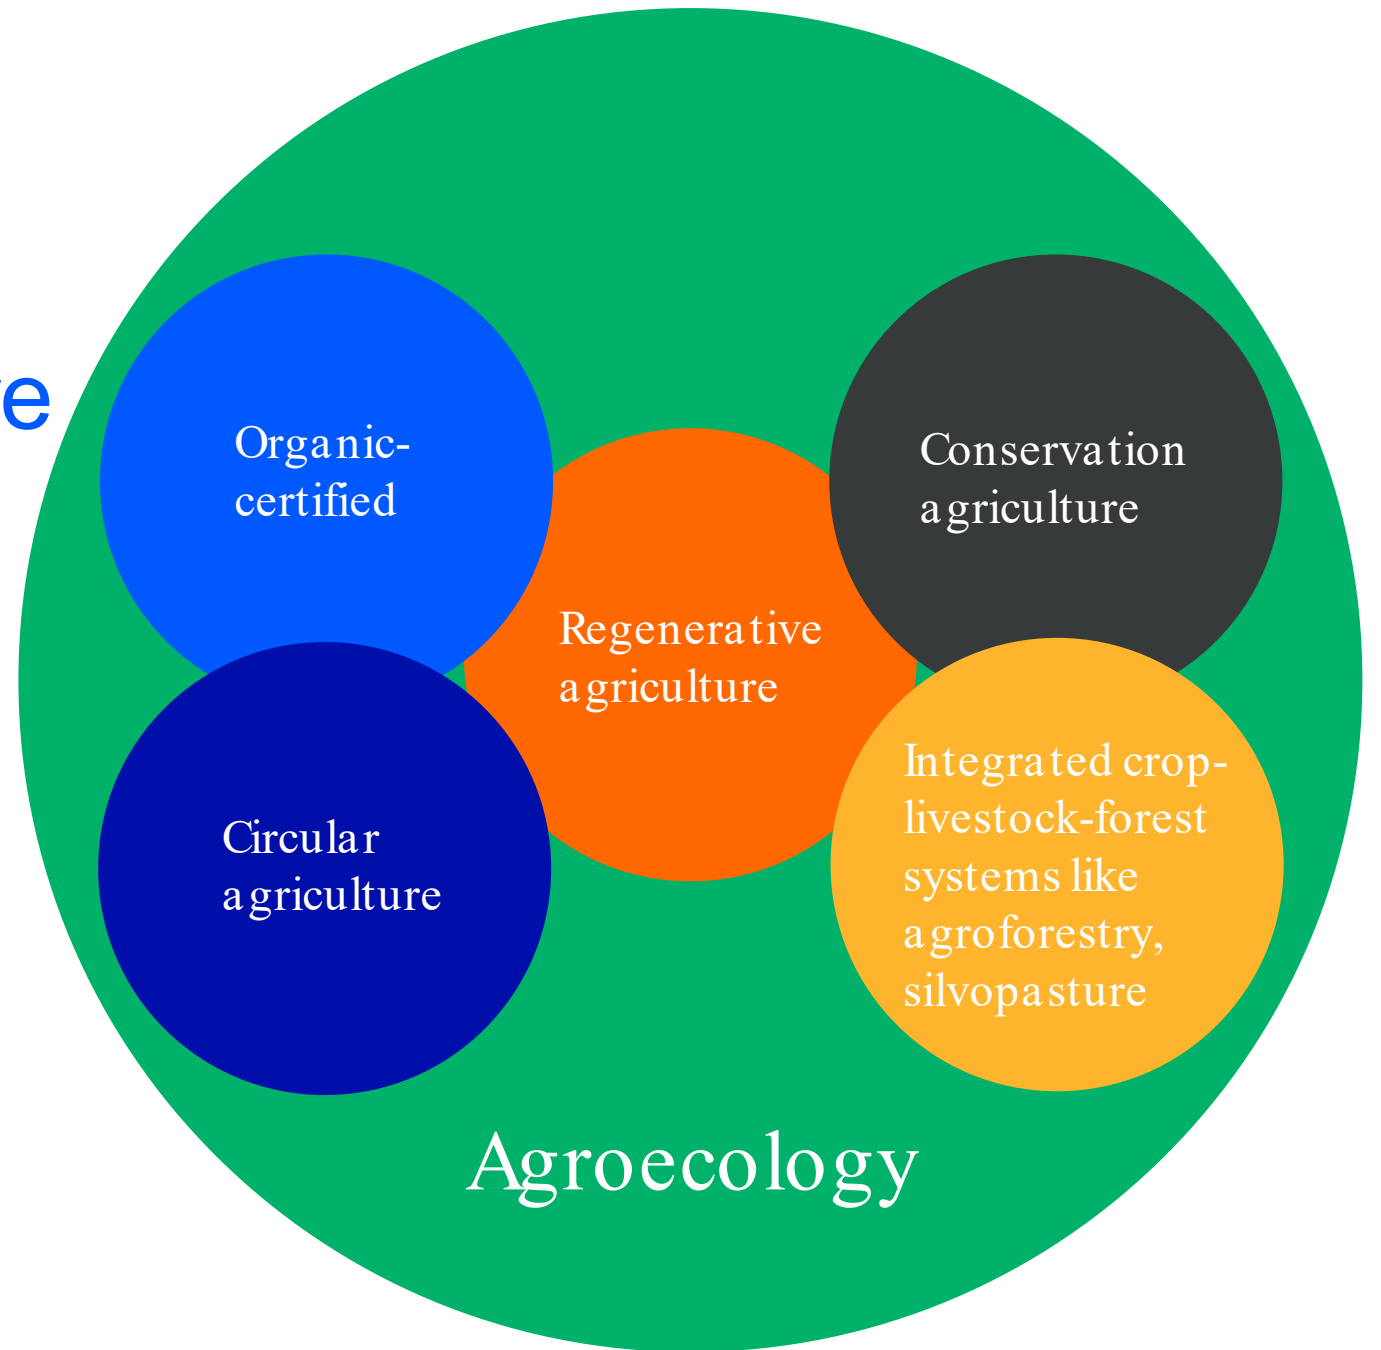 Organic-
certified
Conservation
agriculture
Regenerative
agriculture
Circular
agriculture
Integrated crop-
livestock-forest
systems like
agroforestry,
silvopasture
Agroecology